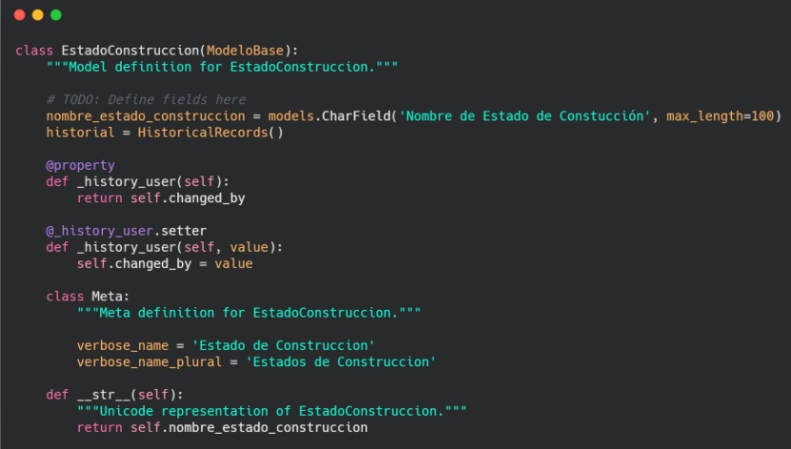 class EstadoConstruccion(ModeloBase):
    """Model definition for EstadoConstruccion."""
    # TODO: Define fields here
    nombre_estado_construccion = models.CharField('Nombre de Estado de Constucción', max_length=100)
    historial = HistoricalRecords()
    @property
    def _history_user(self):
        return self.changed_by
    @_history_user.setter
    def _history_user(self, value):
        self.changed_by = value
    class Meta:
        """Meta definition for EstadoConstruccion."""
        verbose_name = 'Estado de Construccion'
        verbose_name_plural = 'Estados de Construccion'
    def __str__(self):
        """Unicode representation of EstadoConstruccion."""
        return self.nombre_estado_construccion